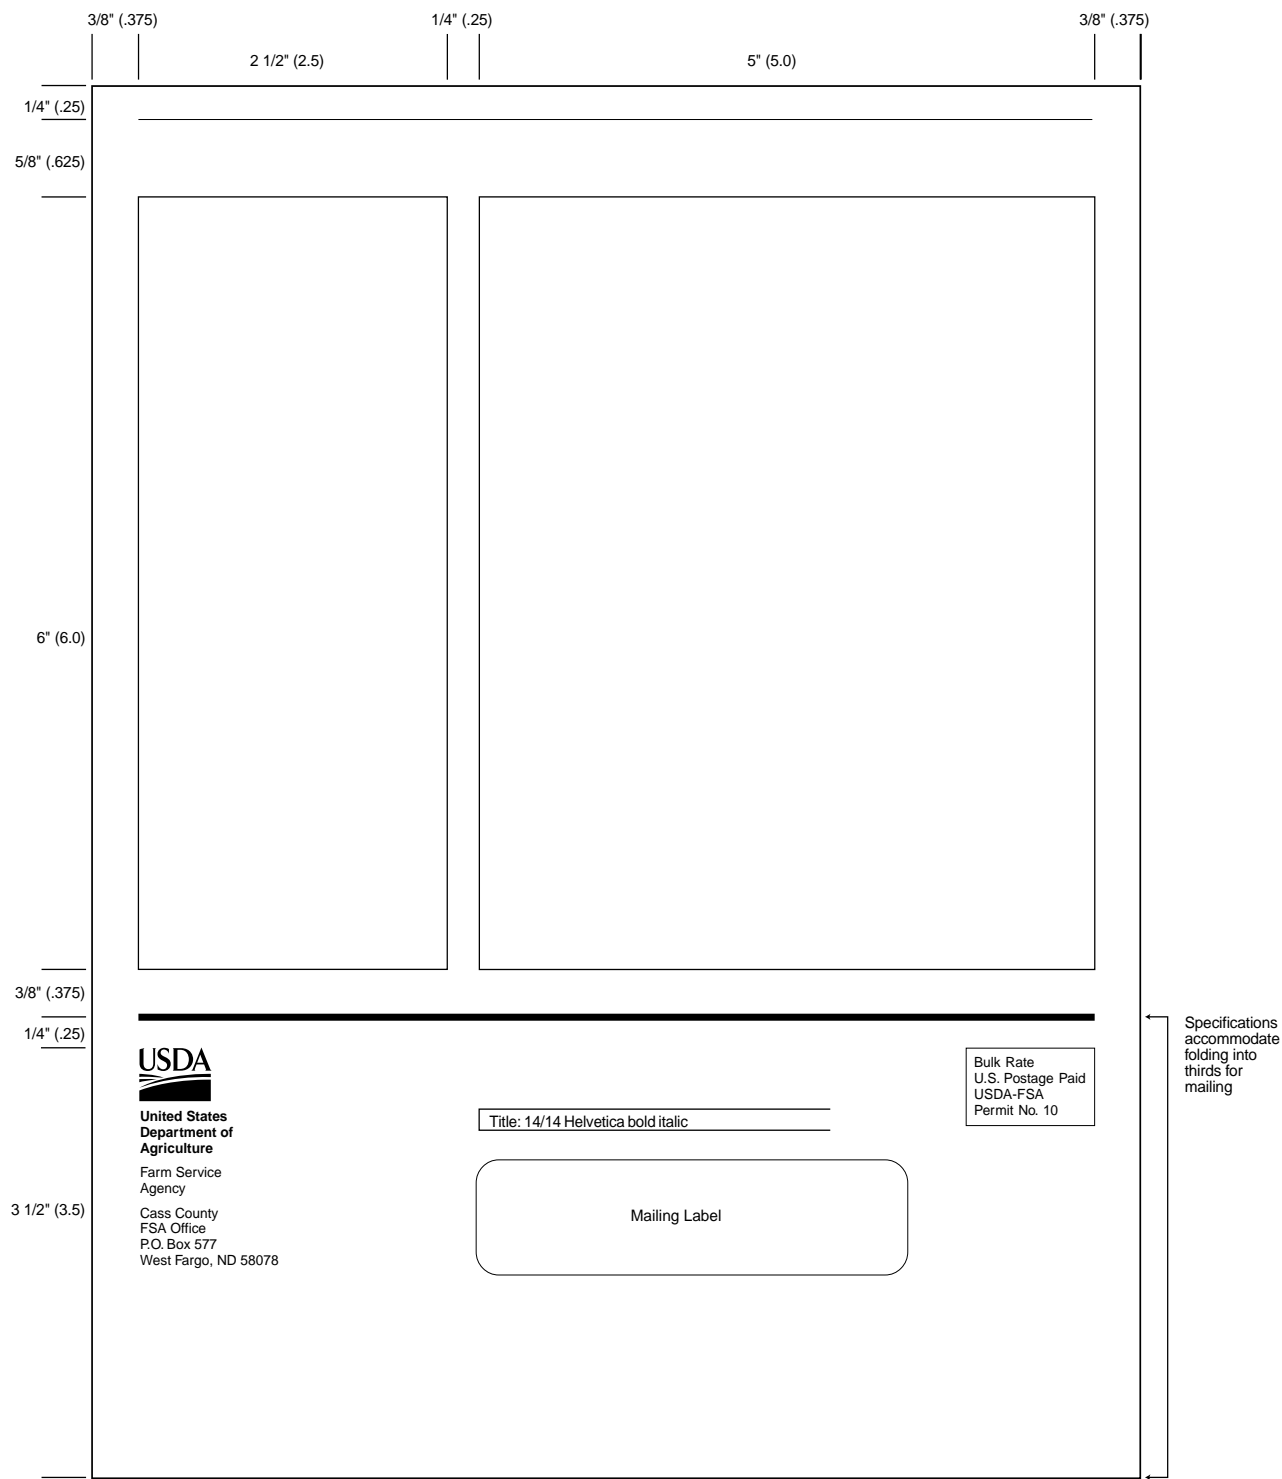 3/8" (.375)
1/4" (.25)
3/8" (.375)
2 1/2" (2.5)
5" (5.0)
1/4" (.25)
5/8" (.625)
6" (6.0)
3/8" (.375)
1/4" (.25)
3 1/2" (3.5)
USDA
United States
Department of
Agriculture
Farm Service
Agency
Cass County
FSA Office
P.O. Box 577
West Fargo, ND 58078
Title: 14/14 Helvetica bold italic
Mailing Label
Bulk Rate
U.S. Postage Paid
USDA-FSA
Permit No. 10
Specifications
accommodate
folding into
thirds for
mailing